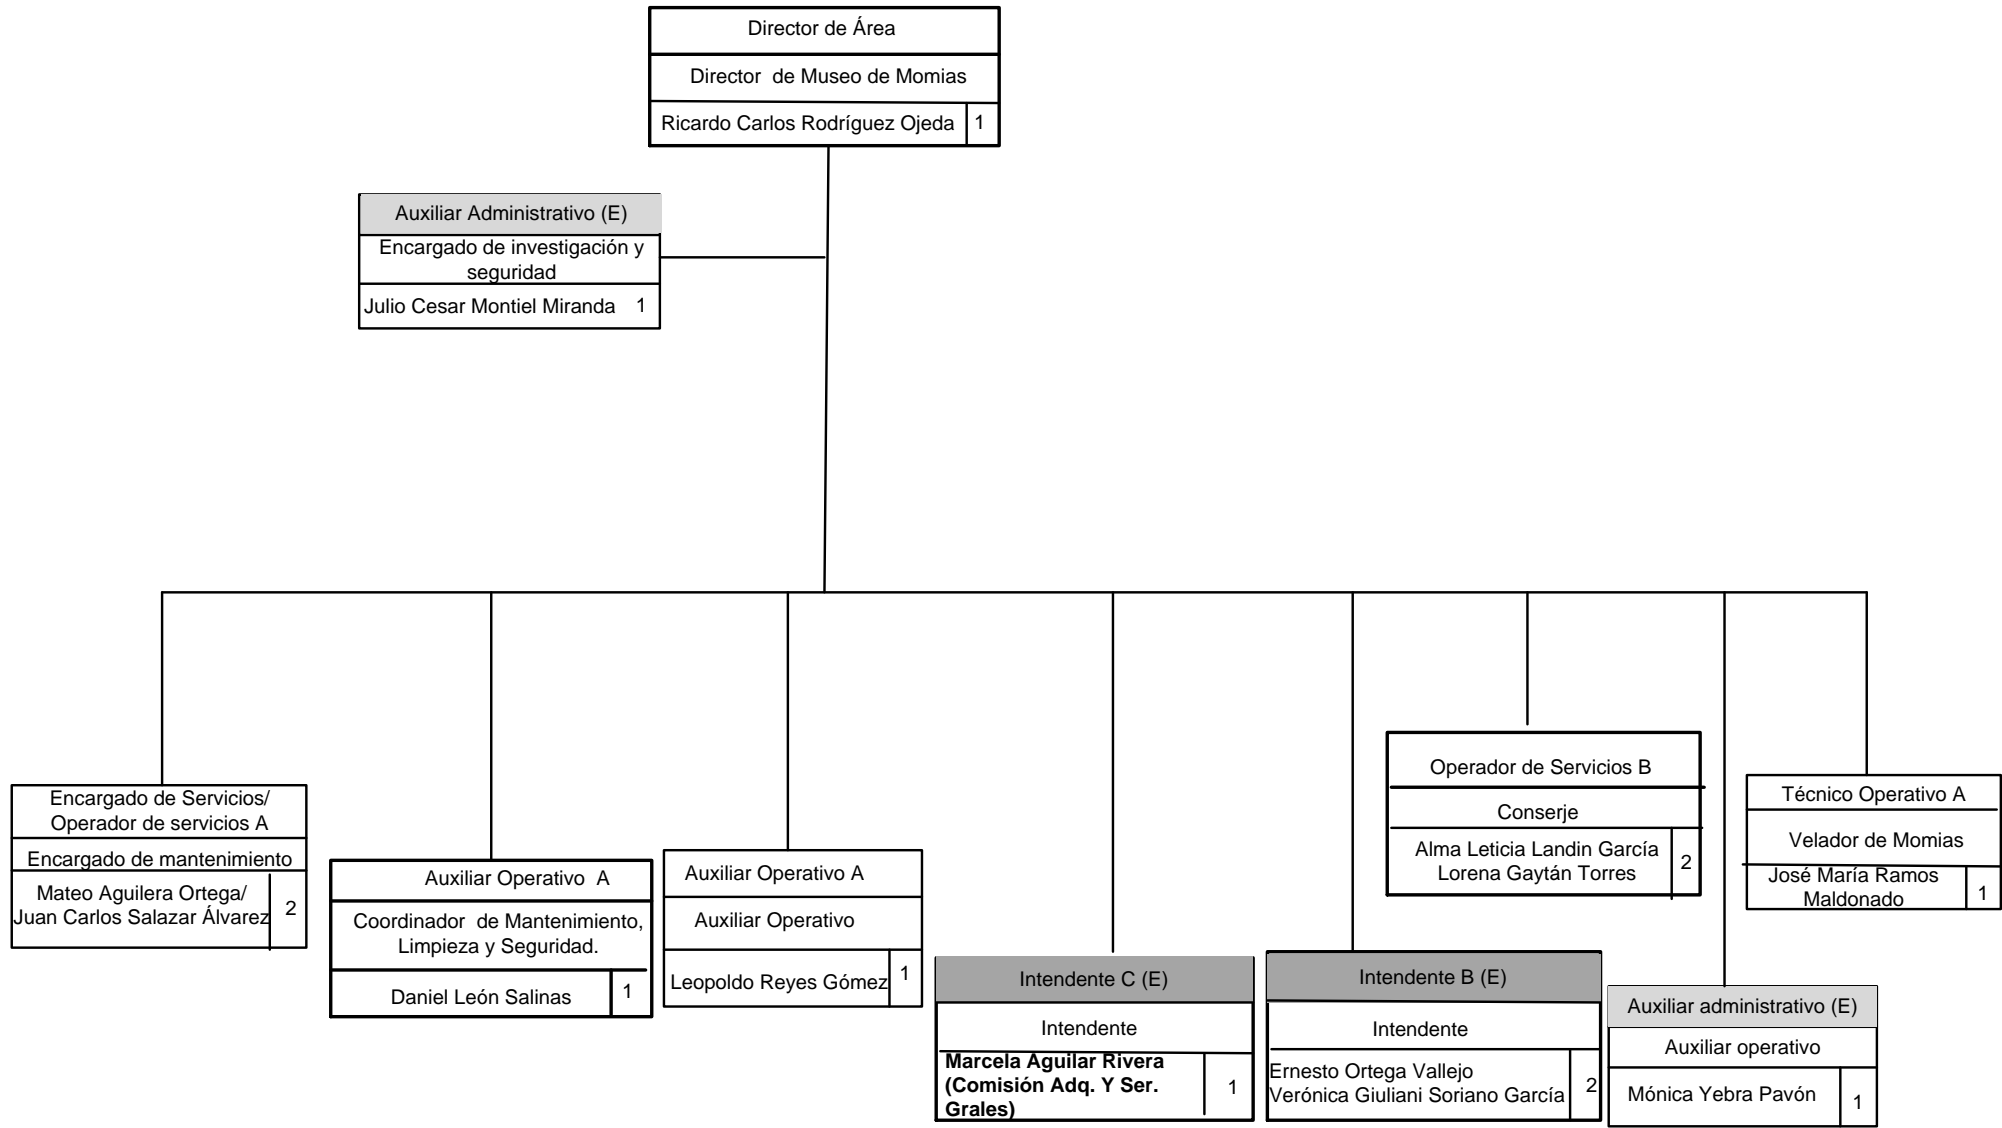 Director de Área
Director de Museo de Momias
Ricardo Carlos Rodríguez Ojeda 1
Auxiliar Administrativo (E)
Encargado de investigación y
seguridad
Julio Cesar Montiel Miranda 1
Encargado de Servicios/
Operador de servicios A
Encargado de mantenimiento
Mateo Aguilera Ortega/
Juan Carlos Salazar Álvarez 2
Auxiliar Operativo A
Coordinador de Mantenimiento,
Limpieza y Seguridad.
Daniel León Salinas 1
Auxiliar Operativo A
Auxiliar Operativo
Leopoldo Reyes Gómez 1
Intendente C (E)
Intendente
Marcela Aguilar Rivera
(Comisión Adq. Y Ser.
Grales)
1
Intendente B (E)
Intendente
Ernesto Ortega Vallejo
Verónica Giuliani Soriano García 2
Operador de Servicios B
Conserje
Alma Leticia Landin García
Lorena Gaytán Torres
2
Auxiliar administrativo (E)
Auxiliar operativo
Mónica Yebra Pavón 1
Técnico Operativo A
Velador de Momias
José María Ramos
Maldonado 1